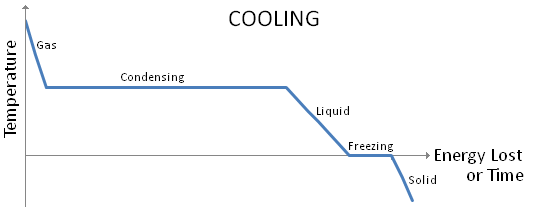 COOLING
Temperature
Gas
Condensing
Liquid
Freezing
Solid
Energy Lost
or Time